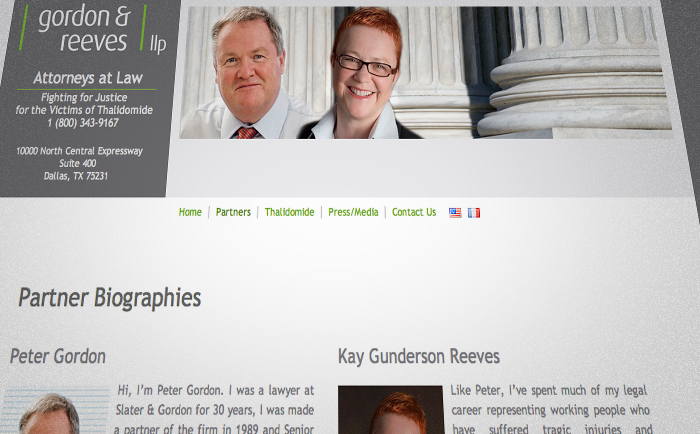 gordon &
reeves llp
Attorneys at Law
Fighting for Justice
for the Victims of Thalidomide
1 (800) 343-9167
10000 North Central Expressway
Suite 400
Dallas, TX 75231
Home | Partners | Thalidomide | Press/Media | Contact Us
Partner Biographies
Peter Gordon
Hi, I'm Peter Gordon. I was a lawyer at
Slater & Gordon for 30 years, I was made
a partner of the firm in 1989 and Senior
Kay Gunderson Reeves
Like Peter, I've spent much of my legal
career representing working people who
have suffered tragic injuries and